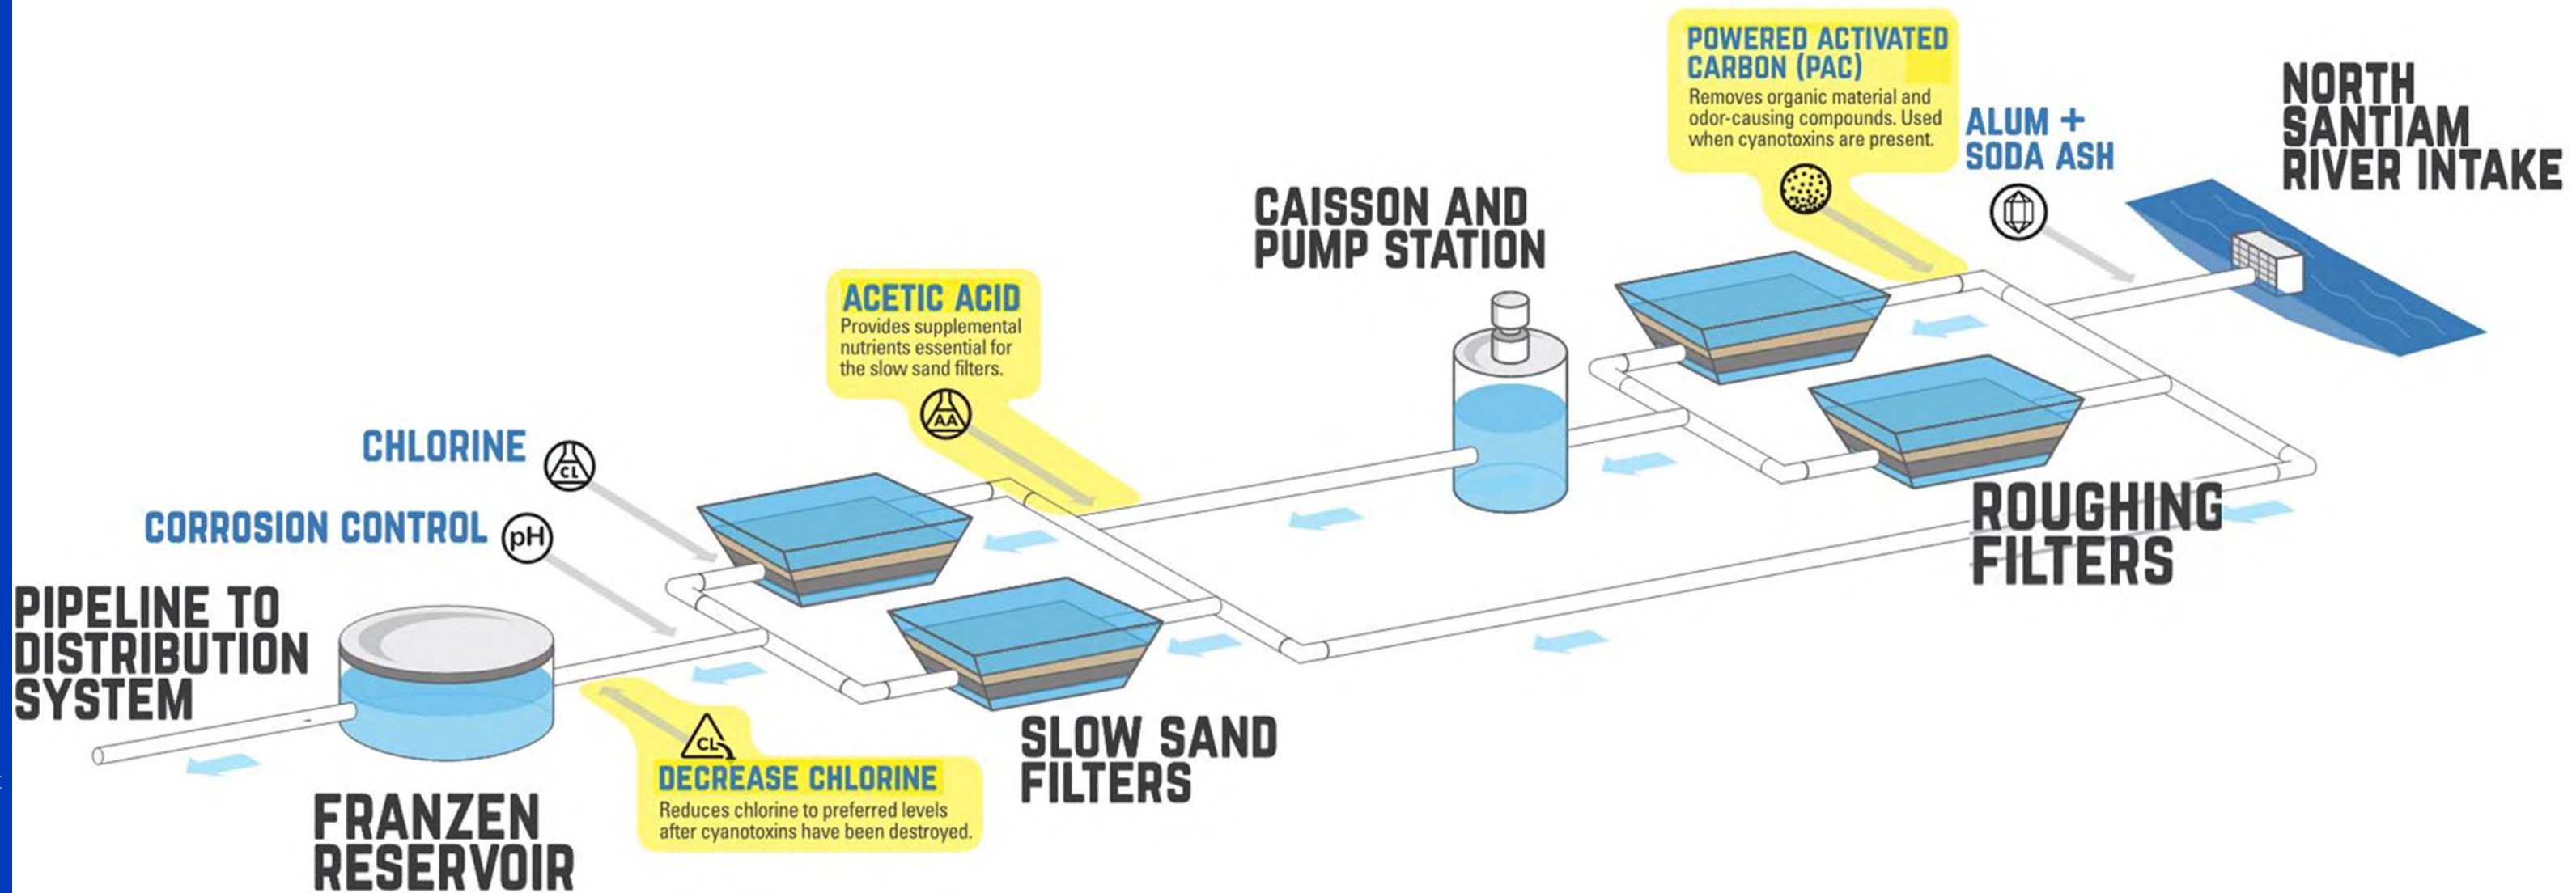 POWERED ACTIVATED
CARBON (PAC)
Removes organic material and
odor-causing compounds. Used
when cyanotoxins are present.
ALUM +
SODA ASH
NORTH
SANTIAM
RIVER INTAKE
CAISSON AND
PUMP STATION
ACETIC ACID
Provides supplemental
nutrients essential for
the slow sand filters.
AA
CHLORINE
CL
CORROSION CONTROL
pH
ROUGHING
FILTERS
PIPELINE TO
DISTRIBUTION
SYSTEM
CL
DECREASE CHLORINE
Reduces chlorine to preferred levels
after cyanotoxins have been destroyed.
SLOW SAND
FILTERS
FRANZEN
RESERVOIR